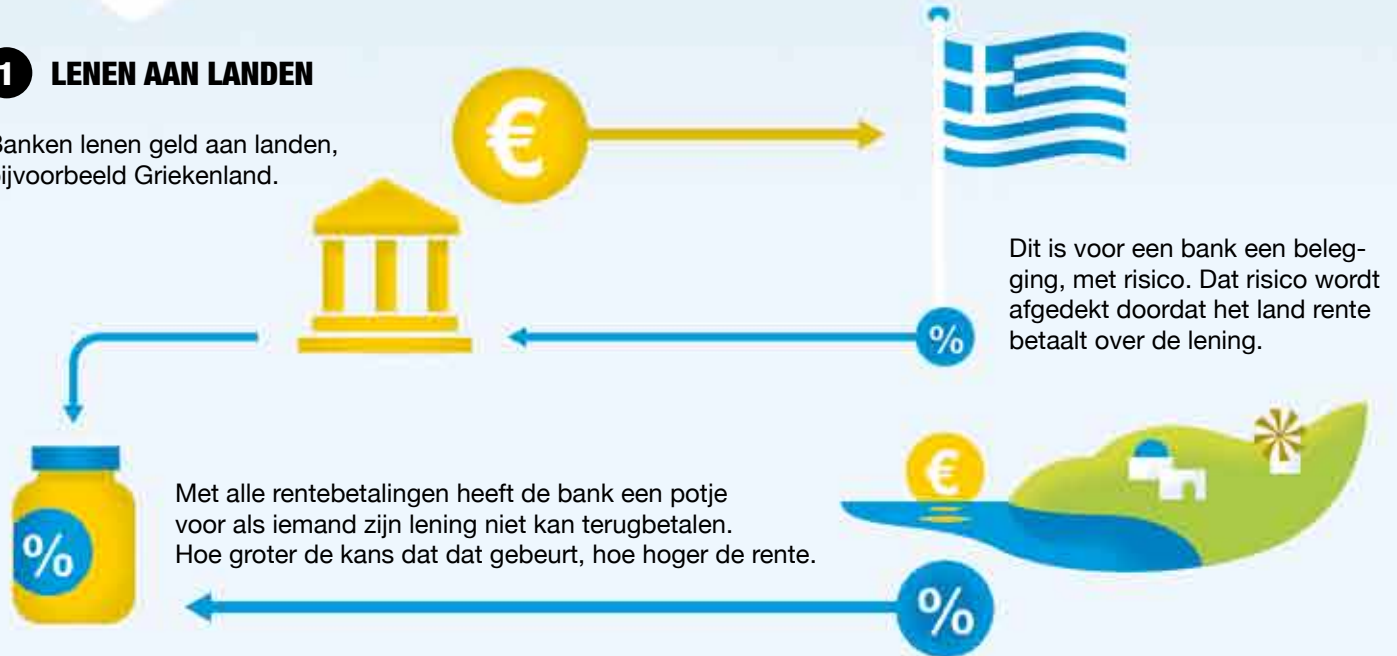 1 LENEN AAN LANDEN
Banken lenen geld aan landen,
bijvoorbeeld Griekenland.
€
Dit is voor een bank een beleg-
ging, met risico. Dat risico wordt
afgedekt doordat het land rente
betaalt over de lening.
%
€
Met alle rentebetalingen heeft de bank een potje
voor als iemand zijn lening niet kan terugbetalen.
Hoe groter de kans dat dat gebeurt, hoe hoger de rente.
%
%